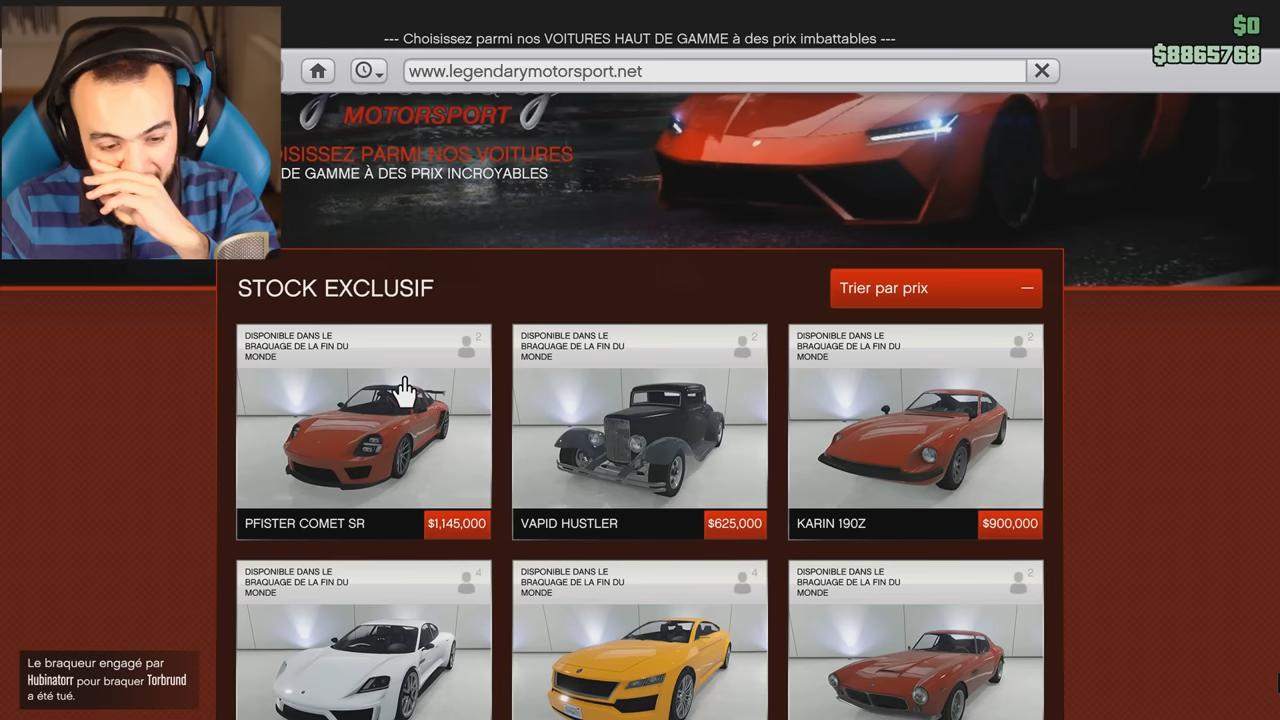 $0
$8865768
--- Choisissez parmi nos VOITURES HAUT DE GAMME à des prix imbattables ---
www.legendarymotorsport.net
MOTORSPORT
OISISSEZ PARMI NOS VOITURES
DE GAMME À DES PRIX INCROYABLES
STOCK EXCLUSIF
Trier par prix
DISPONIBLE DANS LE
BRAQUAGE DE LA FIN DU
MONDE
2
PFISTER COMET SR
$1,145,000
DISPONIBLE DANS LE
BRAQUAGE DE LA FIN DU
MONDE
2
VAPID HUSTLER
$625,000
DISPONIBLE DANS LE
BRAQUAGE DE LA FIN DU
MONDE
2
KARIN 190Z
$900,000
DISPONIBLE DANS LE
BRAQUAGE DE LA FIN DU
MONDE
4
DISPONIBLE DANS LE
BRAQUAGE DE LA FIN DU
MONDE
4
DISPONIBLE DANS LE
BRAQUAGE DE LA FIN DU
MONDE
2
Le braqueur engagé par
Hubinatorr pour braquer Torbrund
a été tué.